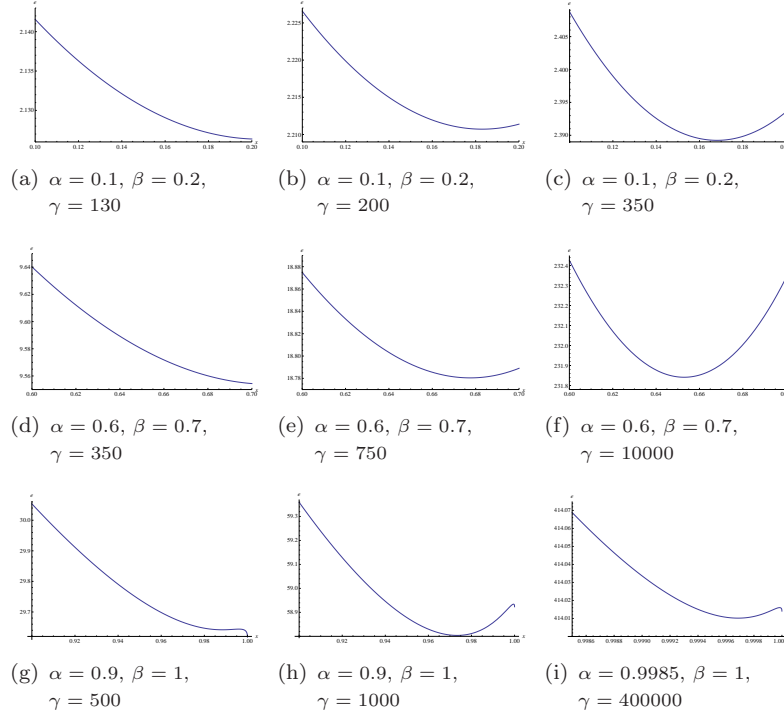 e
2.140
2.135
2.130
0.10 0.12 0.14 0.16 0.18 0.20
(a) α = 0.1, β = 0.2,
γ = 130
e
2.225
2.220
2.215
2.210
0.10 0.12 0.14 0.16 0.18 0.20
(b) α = 0.1, β = 0.2,
γ = 200
e
2.405
2.400
2.395
2.390
0.12 0.14 0.16 0.18
(c) α = 0.1, β = 0.2,
γ = 350
e
9.64
9.62
9.60
9.58
9.56
0.60 0.62 0.64 0.66 0.68 0.70
(d) α = 0.6, β = 0.7,
γ = 350
e
18.88
18.86
18.84
18.82
18.80
18.78
0.60 0.62 0.64 0.66 0.68 0.70
(e) α = 0.6, β = 0.7,
γ = 750
e
232.4
232.3
232.2
232.1
232.0
231.9
231.8
0.60 0.62 0.64 0.66 0.68
(f) α = 0.6, β = 0.7,
γ = 10000
e
30.0
29.9
29.8
29.7
0.92 0.94 0.96 0.98 1.00
(g) α = 0.9, β = 1,
γ = 500
e
59.3
59.2
59.1
59.0
58.9
0.92 0.94 0.96 0.98 1.00
(h) α = 0.9, β = 1,
γ = 1000
e
414.07
414.06
414.05
414.04
414.03
414.02
414.01
0.9986 0.9988 0.9990 0.9992 0.9994 0.9996 0.9998
(i) α = 0.9985, β = 1,
γ = 400000